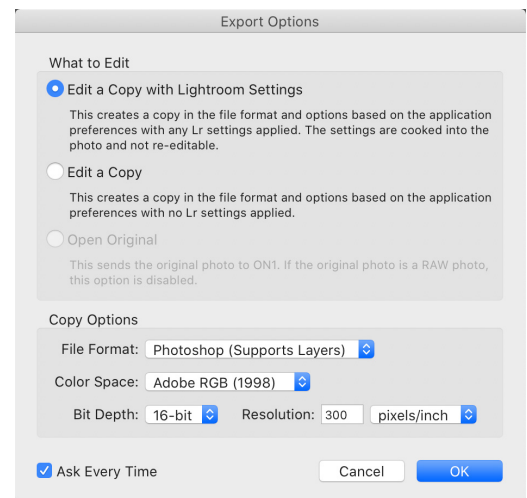 Export Options
What to Edit
Edit a Copy with Lightroom Settings
This creates a copy in the file format and options based on the application
preferences with any Lr settings applied. The settings are cooked into the
photo and not re-editable.
Edit a Copy
This creates a copy in the file format and options based on the application
preferences with no Lr settings applied.
Open Original
This sends the original photo to ON1. If the original photo is a RAW photo,
this option is disabled.
Copy Options
File Format: Photoshop (Supports Layers)
Color Space: Adobe RGB (1998)
Bit Depth: 16-bit Resolution: 300 pixels/inch
Ask Every Time Cancel OK